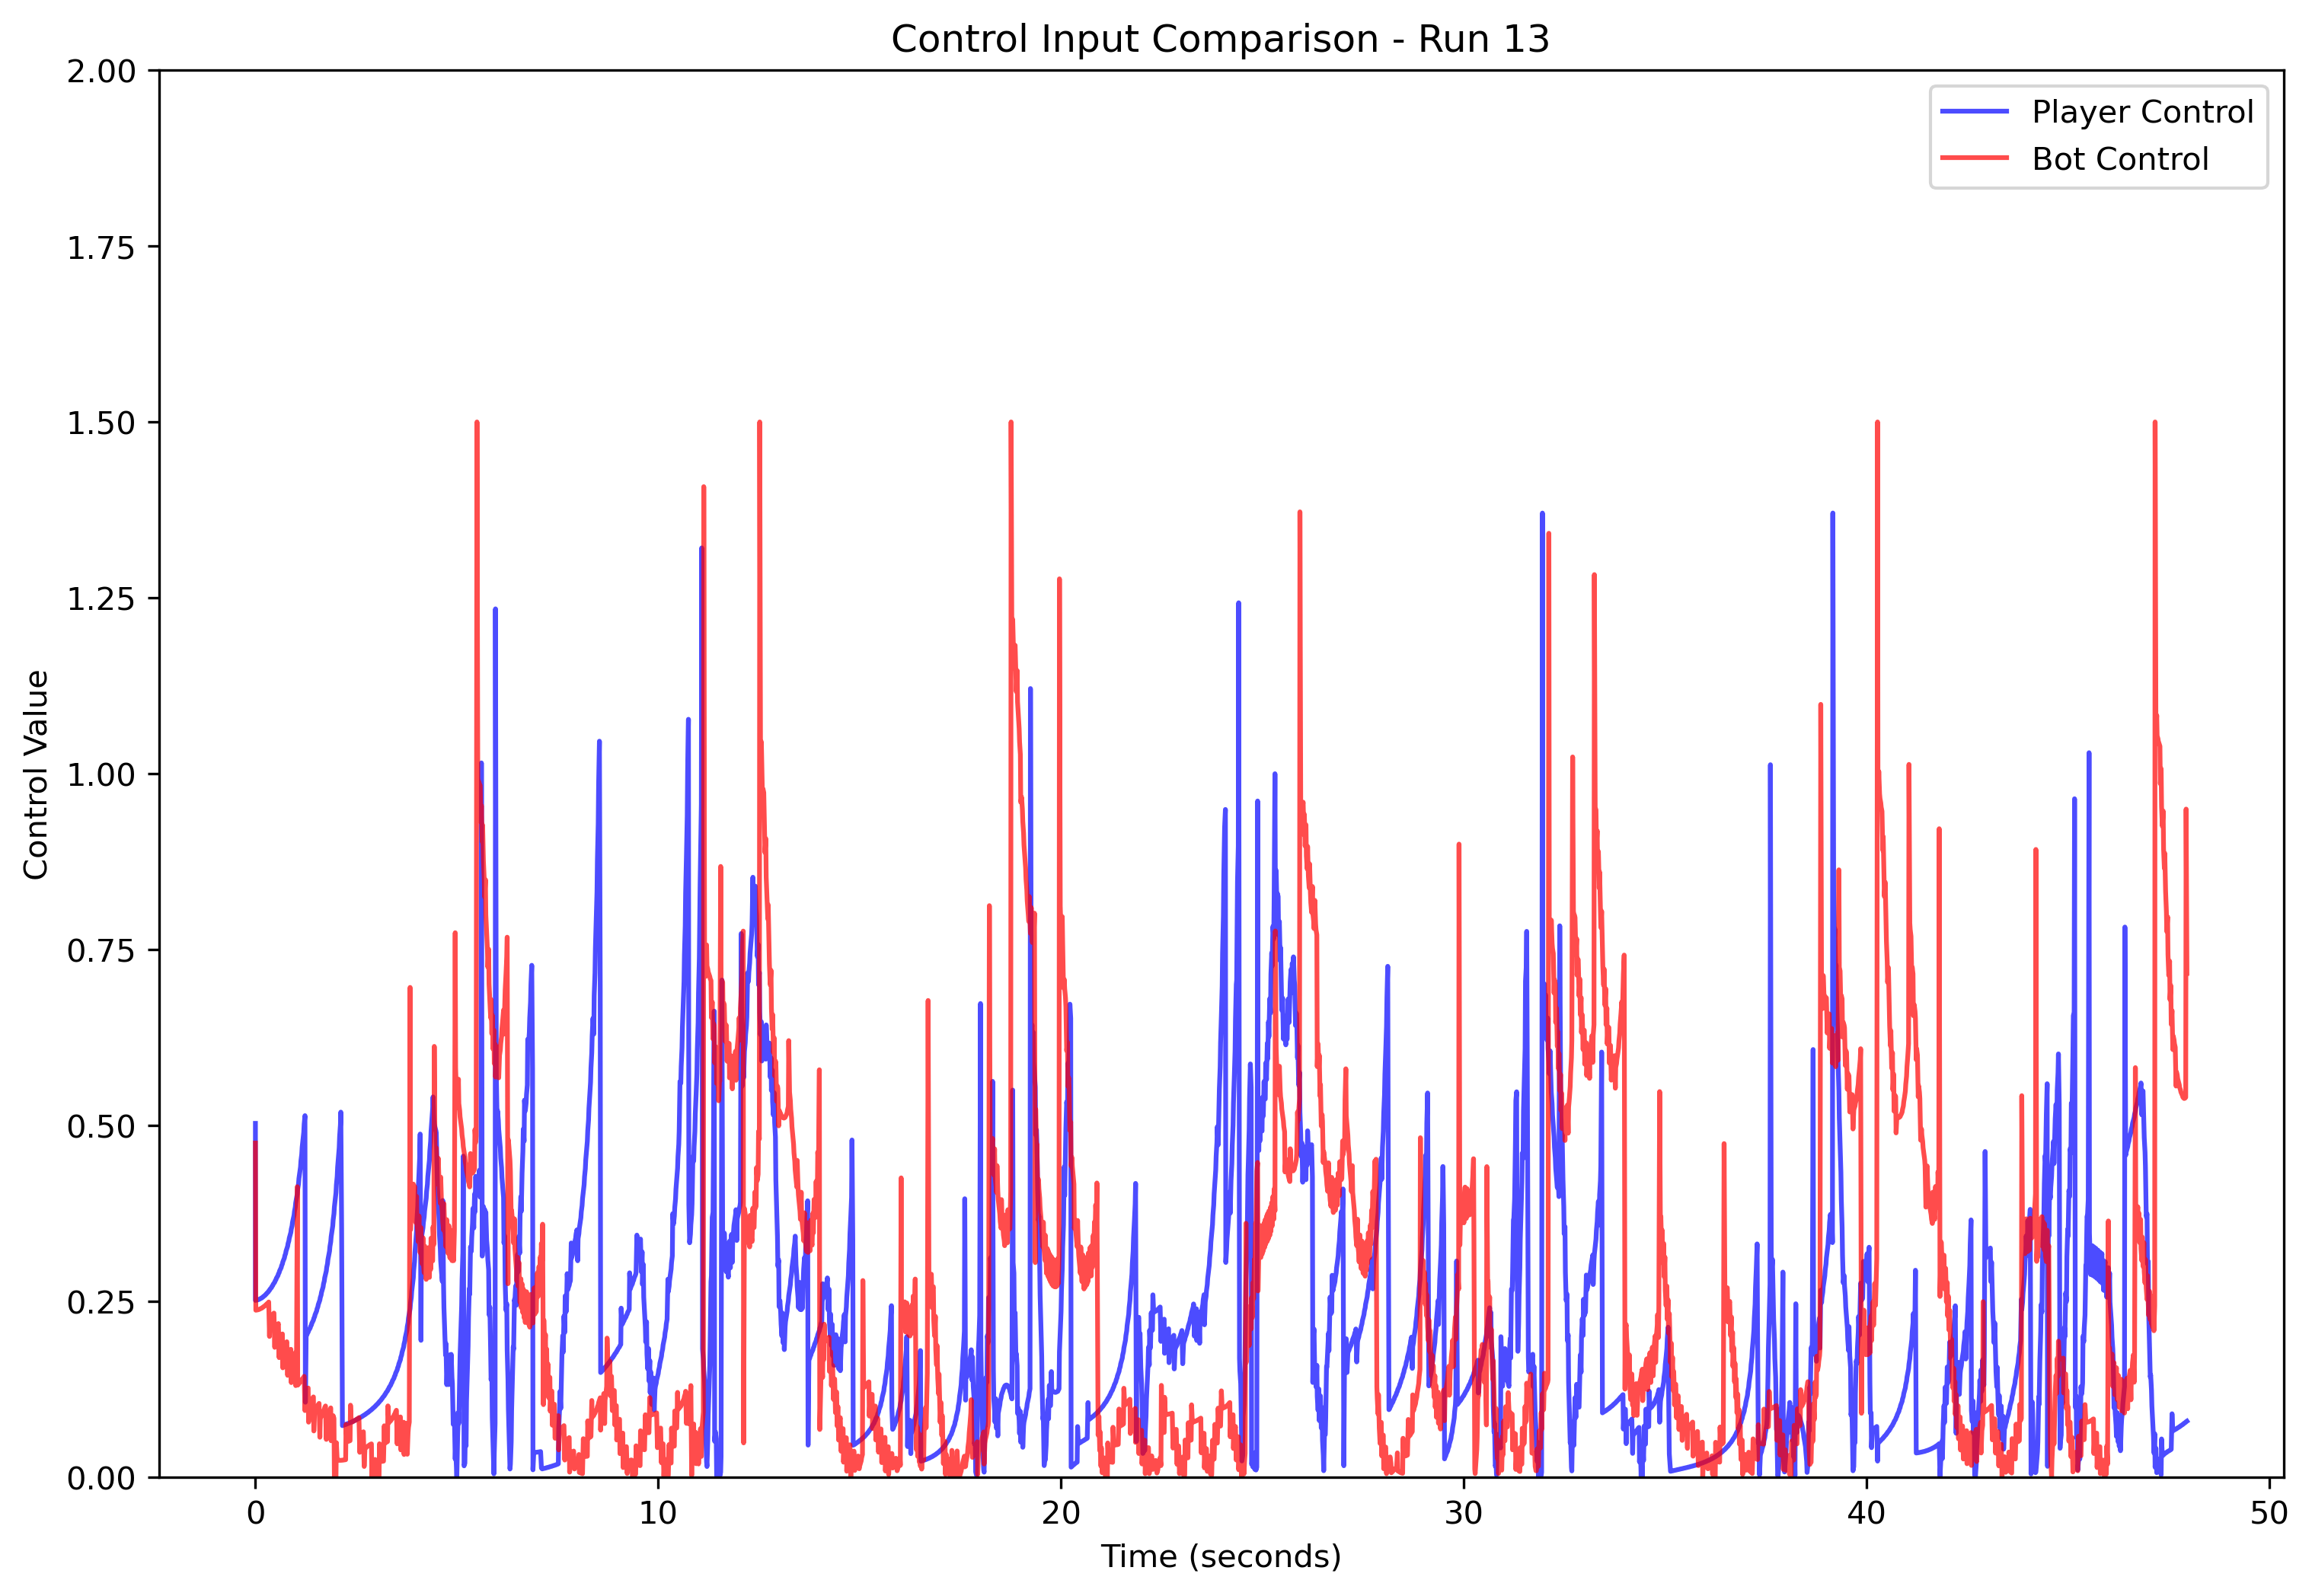 Control Input Comparison - Run 13
Player Control
Bot Control
Control Value
2.00
1.75
1.50
1.25
1.00
0.75
0.50
0.25
0.00
0 10 20 30 40 50
Time (seconds)